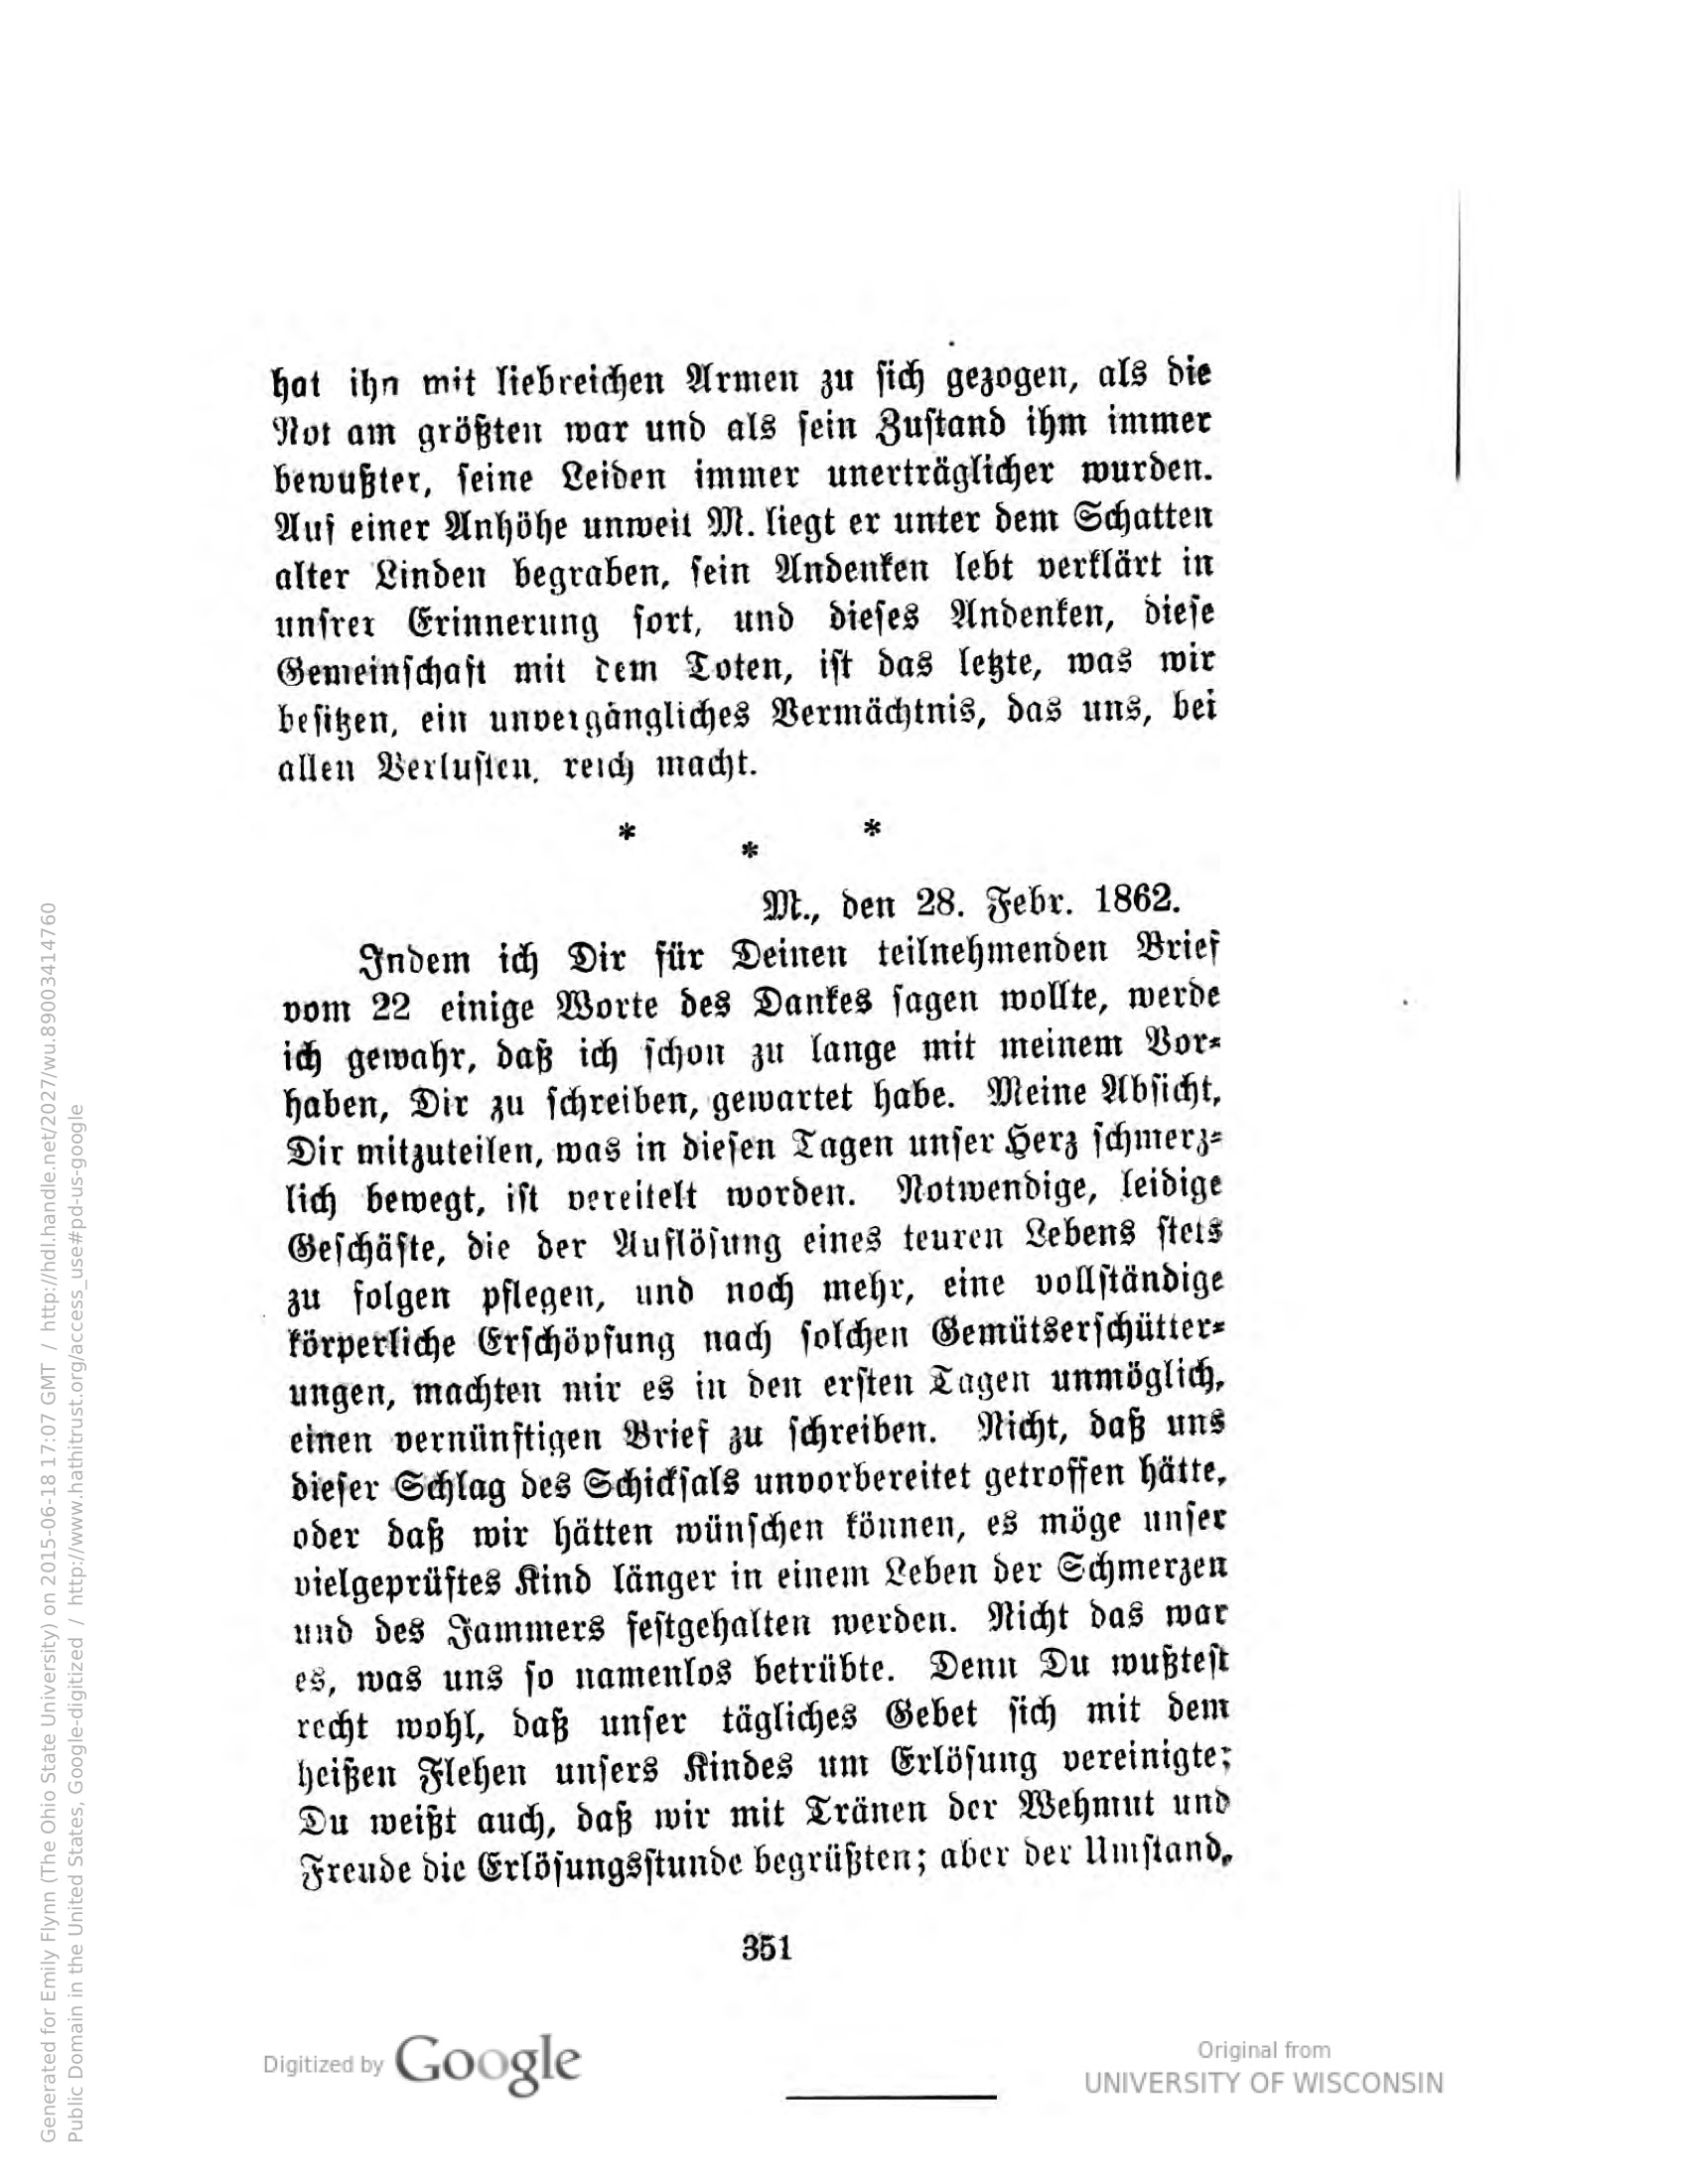 hat ihn mit liebreichen Armen zu sich gezogen, als die
Not am größten war und als sein Zustand ihm immer
bewußter, seine Leiden immer unerträglicher wurden.
Auf einer Anhöhe unweit M. liegt er unter dem Schatten
alter Linden begraben, sein Andenken lebt verklärt in
unsrer Erinnerung fort, und dieses Andenken, diese
Gemeinschaft mit dem Toten, ist das letzte, was wir
besitzen, ein unvergängliches Vermächtnis, das uns, bei
allen Verlusten, reich macht.
* * *
M., den 28. Febr. 1862.
Indem ich Dir für Deinen teilnehmenden Brief
vom 22 einige Worte des Dankes sagen wollte, werde
ich gewahr, daß ich schon zu lange mit meinem Vor-
haben, Dir zu schreiben, gewartet habe. Meine Absicht,
Dir mitzuteilen, was in diesen Tagen unser Herz schmerz-
lich bewegt, ist vereitelt worden. Notwendige, leidige
Geschäfte, die der Auflösung eines teuren Lebens stets
zu folgen pflegen, und noch mehr, eine vollständige
körperliche Erschöpfung nach solchen Gemütserschütter-
ungen, machten mir es in den ersten Tagen unmöglich,
einen vernünftigen Brief zu schreiben. Nicht, daß uns
dieser Schlag des Schicksals unvorbereitet getroffen hätte,
oder daß wir hätten wünschen können, es möge unser
vielgeprüftes Kind länger in einem Leben der Schmerzen
und des Jammers festgehalten werden. Nicht das war
es, was uns so namenlos betrübte. Denn Du wußtest
recht wohl, daß unser tägliches Gebet sich mit dem
heißen Flehen unsers Kindes um Erlösung vereinigte;
Du weißt auch, daß wir mit Tränen der Wehmut und
Freude die Erlösungsstunde begrüßten; aber der Umstand,
351
Digitized by Google
Original from
UNIVERSITY OF WISCONSIN
Generated for Emily Flynn (The Ohio State University) on 2015-06-18 17:07 GMT / http://hdl.handle.net/2027/wu.89003414760
Public Domain in the United States, Google-digitized / http://www.hathitrust.org/access_use#pd-us-google